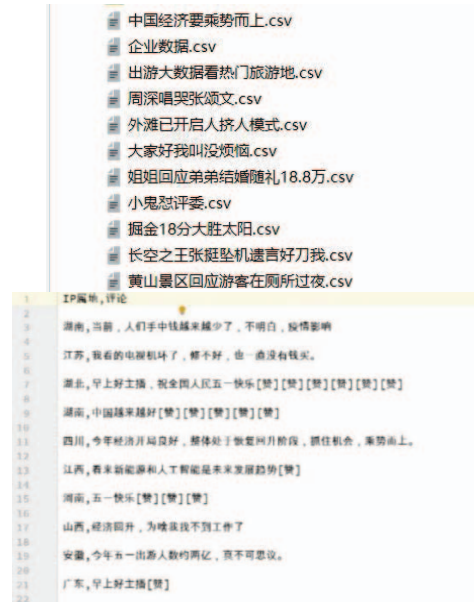 中国经济要乘势而上.csv
企业数据.csv
出游大数据看热门旅游地.csv
周深唱哭张颂文.csv
外滩已开启人挤人模式.csv
大家好我叫没烦恼.csv
姐姐回应弟弟结婚随礼18.8万.csv
小鬼怼评委.csv
掘金18分大胜太阳.csv
长空之王张挺坠机遗言好刀我.csv
黄山景区回应游客在厕所过夜.csv
1 IP属地,评论
2
3 湖南,当前，人们手中钱越来越少了，不明白，疫情影响
4
5 江苏,我看的电视机坏了，修不好，也一直没有钱买。
6
7 湖北,早上好主播，祝全国人民五一快乐[赞][赞][赞][赞][赞][赞]
8
9 湖南,中国越来越好[赞][赞][赞][赞][赞]
10
11 四川,今年经济开局良好，整体处于恢复回升阶段，抓住机会，乘势而上。
12
13 江西,看未新能源和人工智能是未来发展趋势[赞]
14
15 河南,五一快乐[赞][赞][赞]
16
17 山西,经济回升，为啥我找不到工作了
18
19 安徽,今年五一出游人数约两亿，真不可思议。
20
21 广东,早上好主播[赞]
22